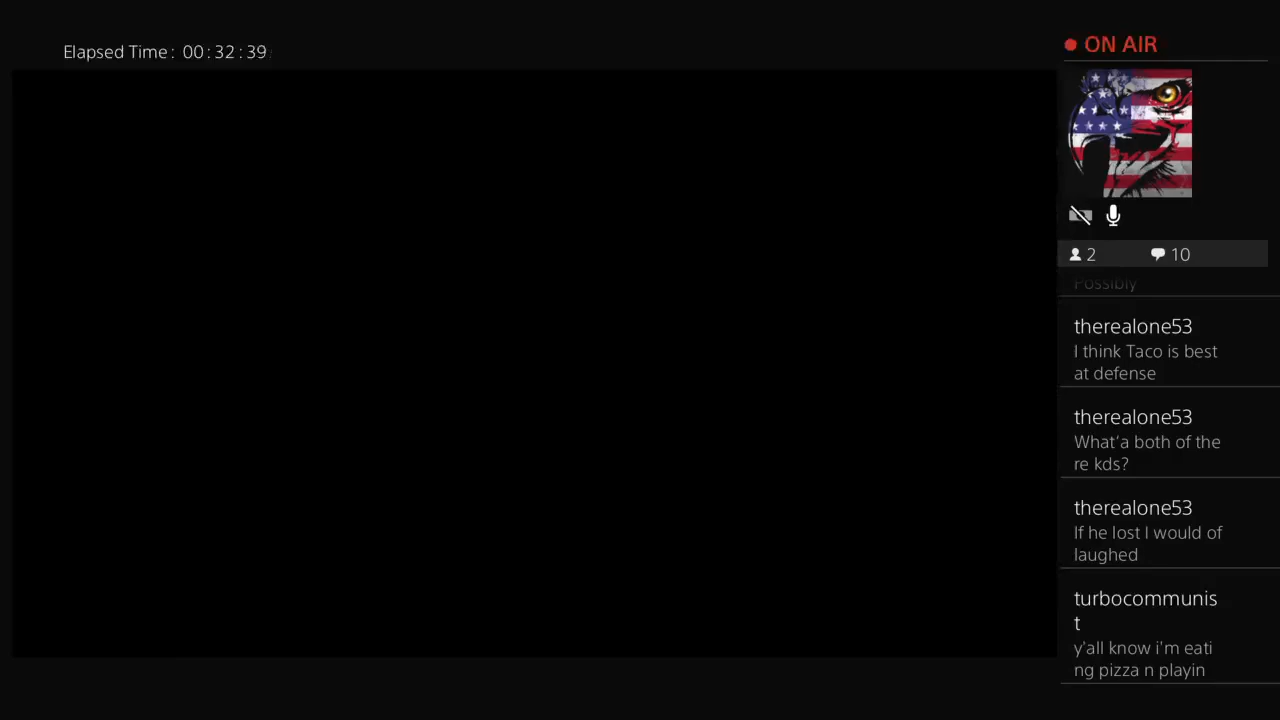 Elapsed Time: 00:32:39
ON AIR
2 10
Possibly
therealone53
I think Taco is best
at defense
therealone53
What'a both of the
re kds?
therealone53
If he lost I would of
laughed
turbocommunis
t
y'all know i'm eati
ng pizza n playin